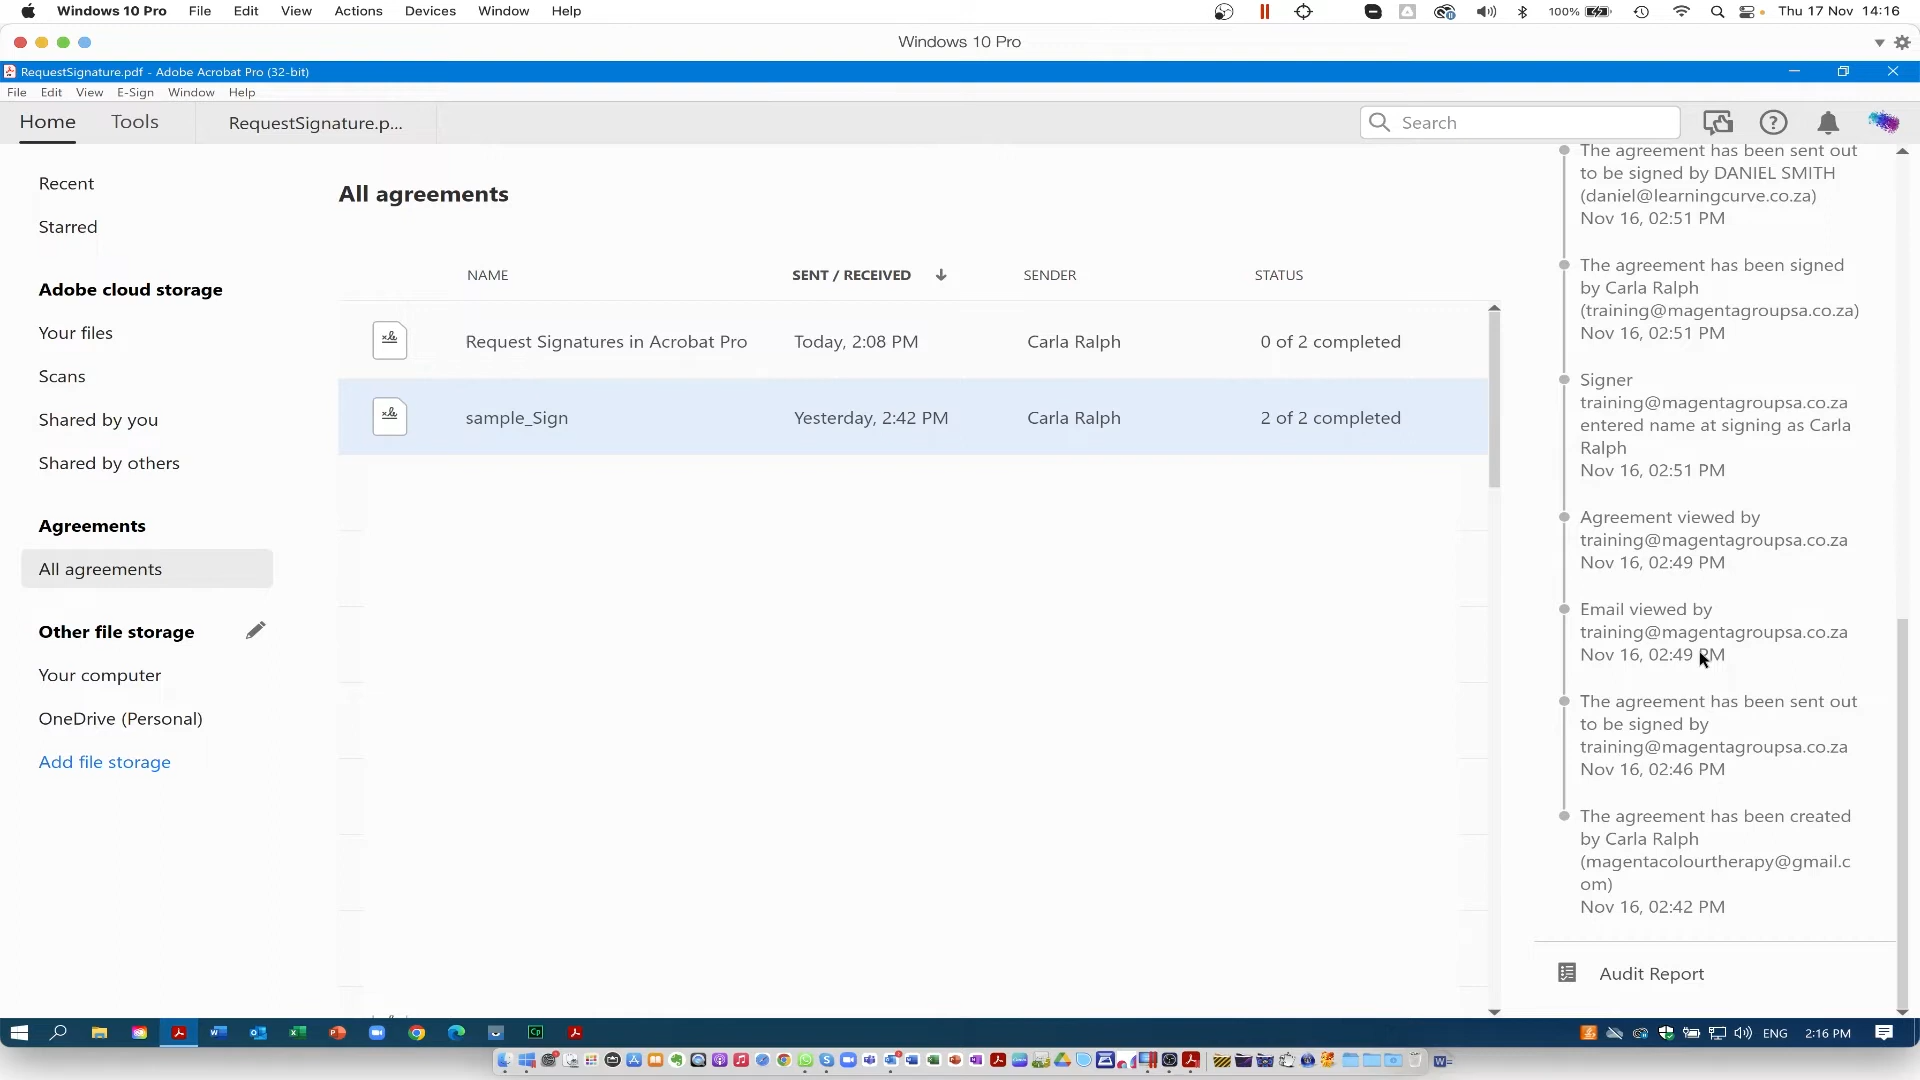 Windows 10 Pro File Edit View Actions Devices Window Help 100% Thu 17 Nov 14:16
Windows 10 Pro
RequestSignature.pdf - Adobe Acrobat Pro (32-bit)
File Edit View E-Sign Window Help
Home Tools RequestSignature.p... Search
Recent
Starred
Adobe cloud storage
Your files
Scans
Shared by you
Shared by others
Agreements
All agreements
Other file storage
Your computer
OneDrive (Personal)
Add file storage
All agreements
NAME SENT / RECEIVED SENDER STATUS
Request Signatures in Acrobat Pro Today, 2:08 PM Carla Ralph 0 of 2 completed
sample_Sign Yesterday, 2:42 PM Carla Ralph 2 of 2 completed
The agreement has been sent out
to be signed by DANIEL SMITH
(daniel@learningcurve.co.za)
Nov 16, 02:51 PM
The agreement has been signed
by Carla Ralph
(training@magentagroupsa.co.za)
Nov 16, 02:51 PM
Signer
training@magentagroupsa.co.za
entered name at signing as Carla
Ralph
Nov 16, 02:51 PM
Agreement viewed by
training@magentagroupsa.co.za
Nov 16, 02:49 PM
Email viewed by
training@magentagroupsa.co.za
Nov 16, 02:49 PM
The agreement has been sent out
to be signed by
training@magentagroupsa.co.za
Nov 16, 02:46 PM
The agreement has been created
by Carla Ralph
(magentacolourtherapy@gmail.c
om)
Nov 16, 02:42 PM
Audit Report
ENG 2:16 PM